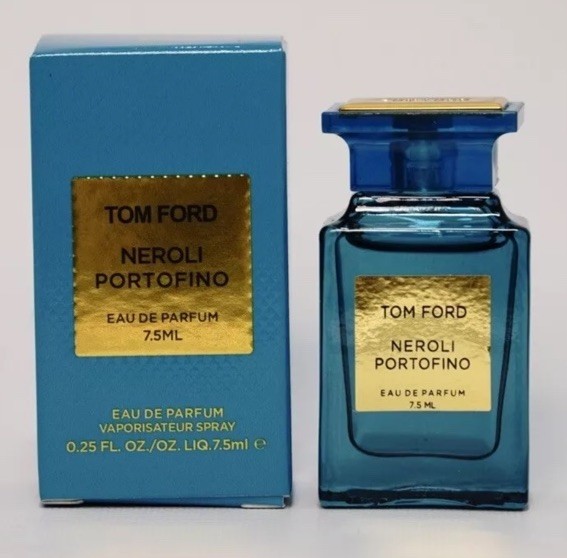 TOM FORD
NEROLI
PORTOFINO
EAU DE PARFUM
7.5ML
EAU DE PARFUM
VAPORISATEUR SPRAY
0.25 FL. OZ./OZ. LIQ.7.5ml ℮
TOM FORD
NEROLI
PORTOFINO
EAU DE PARFUM
7.5 ML